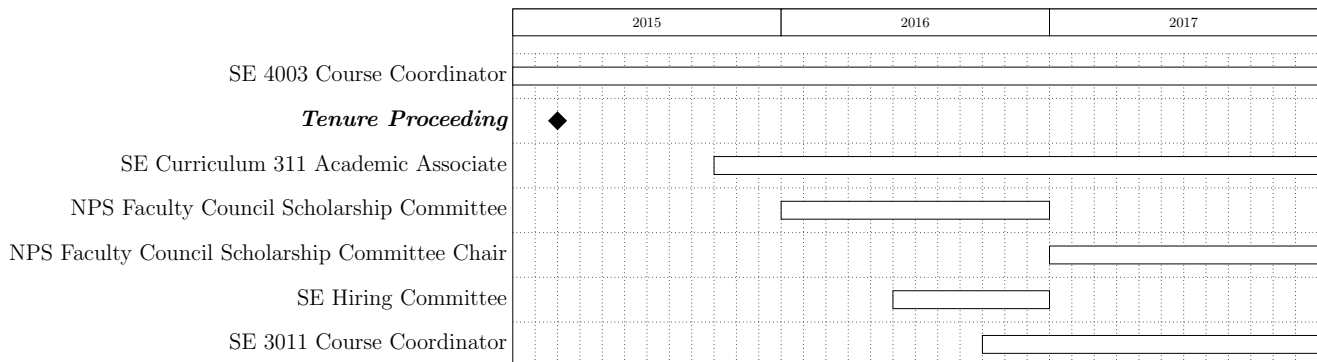 2015 2016 2017
SE 4003 Course Coordinator
Tenure Proceeding
SE Curriculum 311 Academic Associate
NPS Faculty Council Scholarship Committee
NPS Faculty Council Scholarship Committee Chair
SE Hiring Committee
SE 3011 Course Coordinator